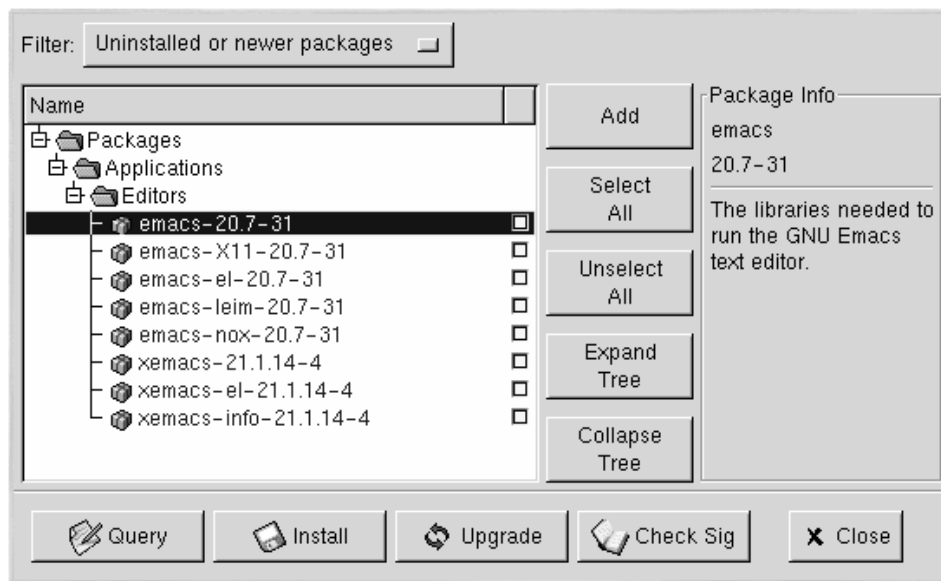 Filter: Uninstalled or newer packages
Name
Packages
Applications
Editors
emacs-20.7-31
emacs-X11-20.7-31
emacs-el-20.7-31
emacs-leim-20.7-31
emacs-nox-20.7-31
xemacs-21.1.14-4
xemacs-el-21.1.14-4
xemacs-info-21.1.14-4
Add
Select
All
Unselect
All
Expand
Tree
Collapse
Tree
Package Info
emacs
20.7-31
The libraries needed to
run the GNU Emacs
text editor.
Query
Install
Upgrade
Check Sig
Close